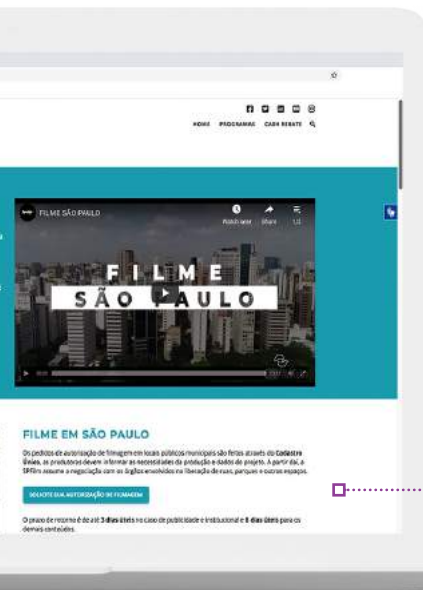 HOME PROGRAMAS CASH REBATE
FILME SÃO PAULO
Watch later Share 1/1
FILME
SÃO PAULO
FILME EM SÃO PAULO
Os pedidos de autorização de filmagem em locais públicos municipais são feitos através do Cadastro
Único, as produtoras devem informar as necessidades da produção e dados do projeto. A partir daí, a
SPFilm assume a negociação com os órgãos envolvidos na liberação de ruas, parques e outros espaços.
SOLICITE SUA AUTORIZAÇÃO DE FILMAGEM
O prazo de retorno é de até 3 dias úteis no caso de publicidade e institucional e 8 dias úteis para os
demais conteúdos.